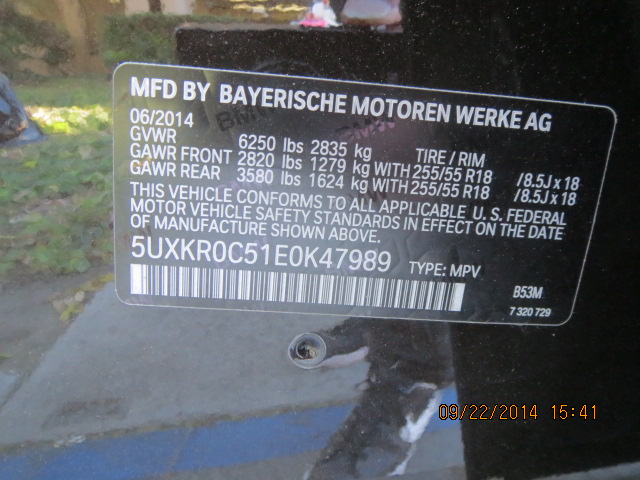 MFD BY BAYERISCHE MOTOREN WERKE AG
06/2014
GVWR 6250 lbs 2835 kg TIRE / RIM
GAWR FRONT 2820 lbs 1279 kg WITH 255/55 R18 /8.5J x 18
GAWR REAR 3580 lbs 1624 kg WITH 255/55 R18 /8.5J x 18
THIS VEHICLE CONFORMS TO ALL APPLICABLE U. S. FEDERAL
MOTOR VEHICLE SAFETY STANDARDS IN EFFECT ON THE DATE
OF MANUFACTURE SHOWN ABOVE.
5UXKR0C51E0K47989 TYPE: MPV
B53M
7 320 729
09/22/2014 15:41